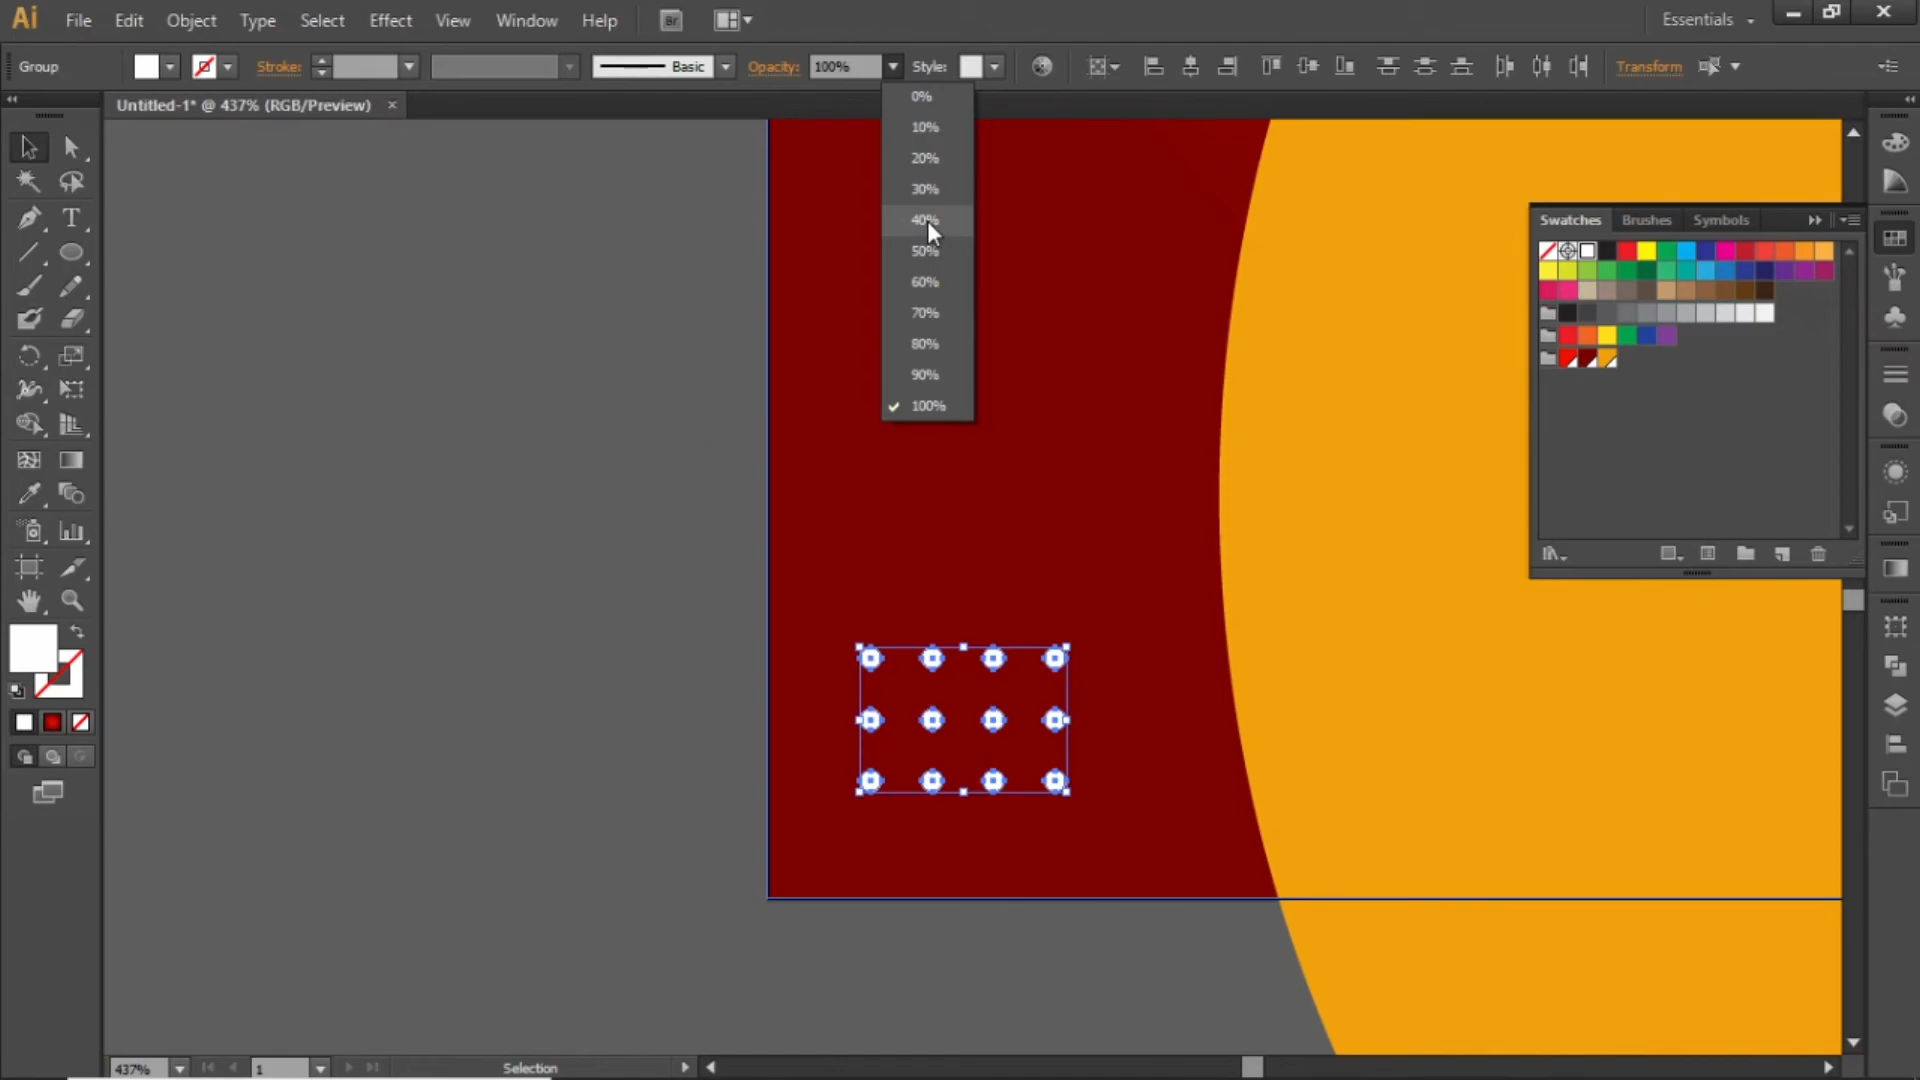 Ai File Edit Object Type Select Effect View Window Help Br Essentials
Group Stroke: Basic Opacity: 100% Style: Transform
Untitled-1* @ 437% (RGB/Preview) ×
0%
10%
20%
30%
40%
50%
60%
70%
80%
90%
100%
Swatches Brushes Symbols
T
437% 1 Selection